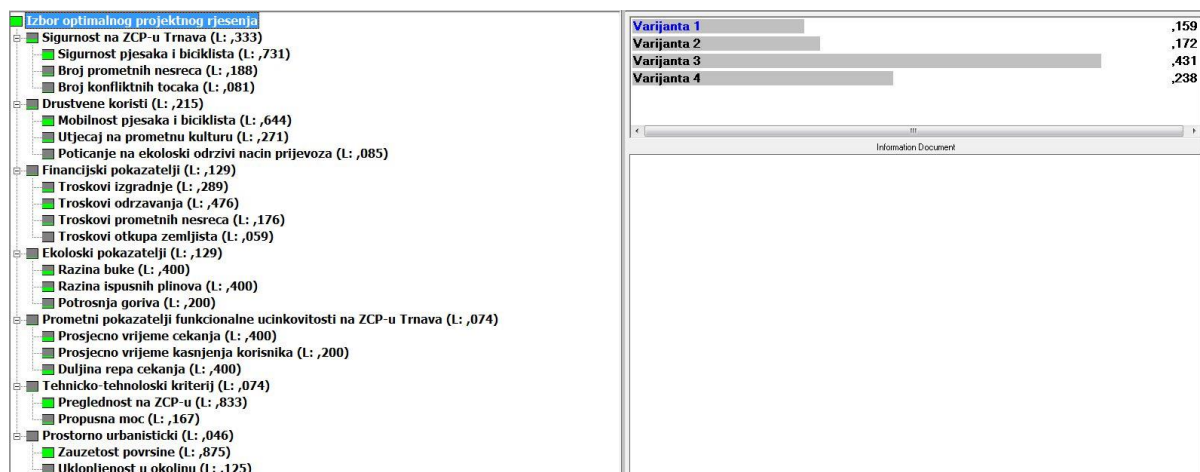 Izbor optimalnog projektnog rjesenja
Sigurnost na ZCP-u Trnava (L: ,333)
Sigurnost pjesaka i biciklista (L: ,731)
Broj prometnih nesreca (L: ,188)
Broj konfliktnih tocaka (L: ,081)
Drustvene koristi (L: ,215)
Mobilnost pjesaka i biciklista (L: ,644)
Utjecaj na prometnu kulturu (L: ,271)
Poticanje na ekoloski odrzivi nacin prijevoza (L: ,085)
Financijski pokazatelji (L: ,129)
Troskovi izgradnje (L: ,289)
Troskovi odrzavanja (L: ,476)
Troskovi prometnih nesreca (L: ,176)
Troskovi otkupa zemljista (L: ,059)
Ekoloski pokazatelji (L: ,129)
Razina buke (L: ,400)
Razina ispusnih plinova (L: ,400)
Potrosnja goriva (L: ,200)
Prometni pokazatelji funkcionalne ucinkovitosti na ZCP-u Trnava (L: ,074)
Prosjecno vrijeme cekanja (L: ,400)
Prosjecno vrijeme kasnjenja korisnika (L: ,200)
Duljina repa cekanja (L: ,400)
Tehnicko-tehnoloski kriterij (L: ,074)
Preglednost na ZCP-u (L: ,833)
Propusna moc (L: ,167)
Prostorno urbanisticki (L: ,046)
Zauzetost povrsine (L: ,875)
Uklopljenost u okolinu (L: ,125)
Varijanta 1 ,159
Varijanta 2 ,172
Varijanta 3 ,431
Varijanta 4 ,238
Information Document